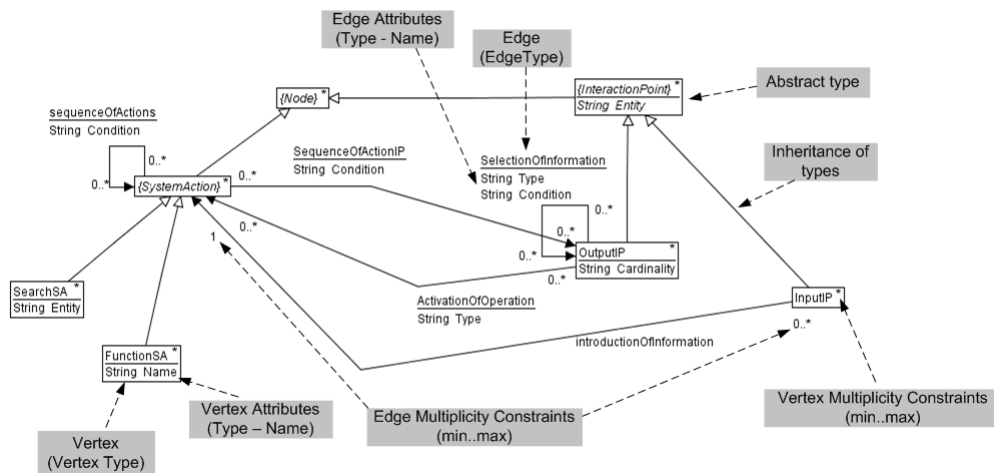 Edge Attributes
(Type - Name)
Edge
(EdgeType)
{Node} *
{InteractionPoint} *
String Entity
Abstract type
sequenceOfActions
String Condition
0..*
0..*
{SystemAction} *
SequenceOfActionIP
String Condition
0..*
SelectionOfInformation
String Type
String Condition
Inheritance of
types
0..*
0..*
0..*
OutputIP *
String Cardinality
0..*
0..*
1
ActivationOfOperation
String Type
SearchSA *
String Entity
InputIP *
0..*
introductionOfInformation
FunctionSA *
String Name
Vertex Attributes
(Type – Name)
Edge Multiplicity Constraints
(min..max)
Vertex Multiplicity Constraints
(min..max)
Vertex
(Vertex Type)